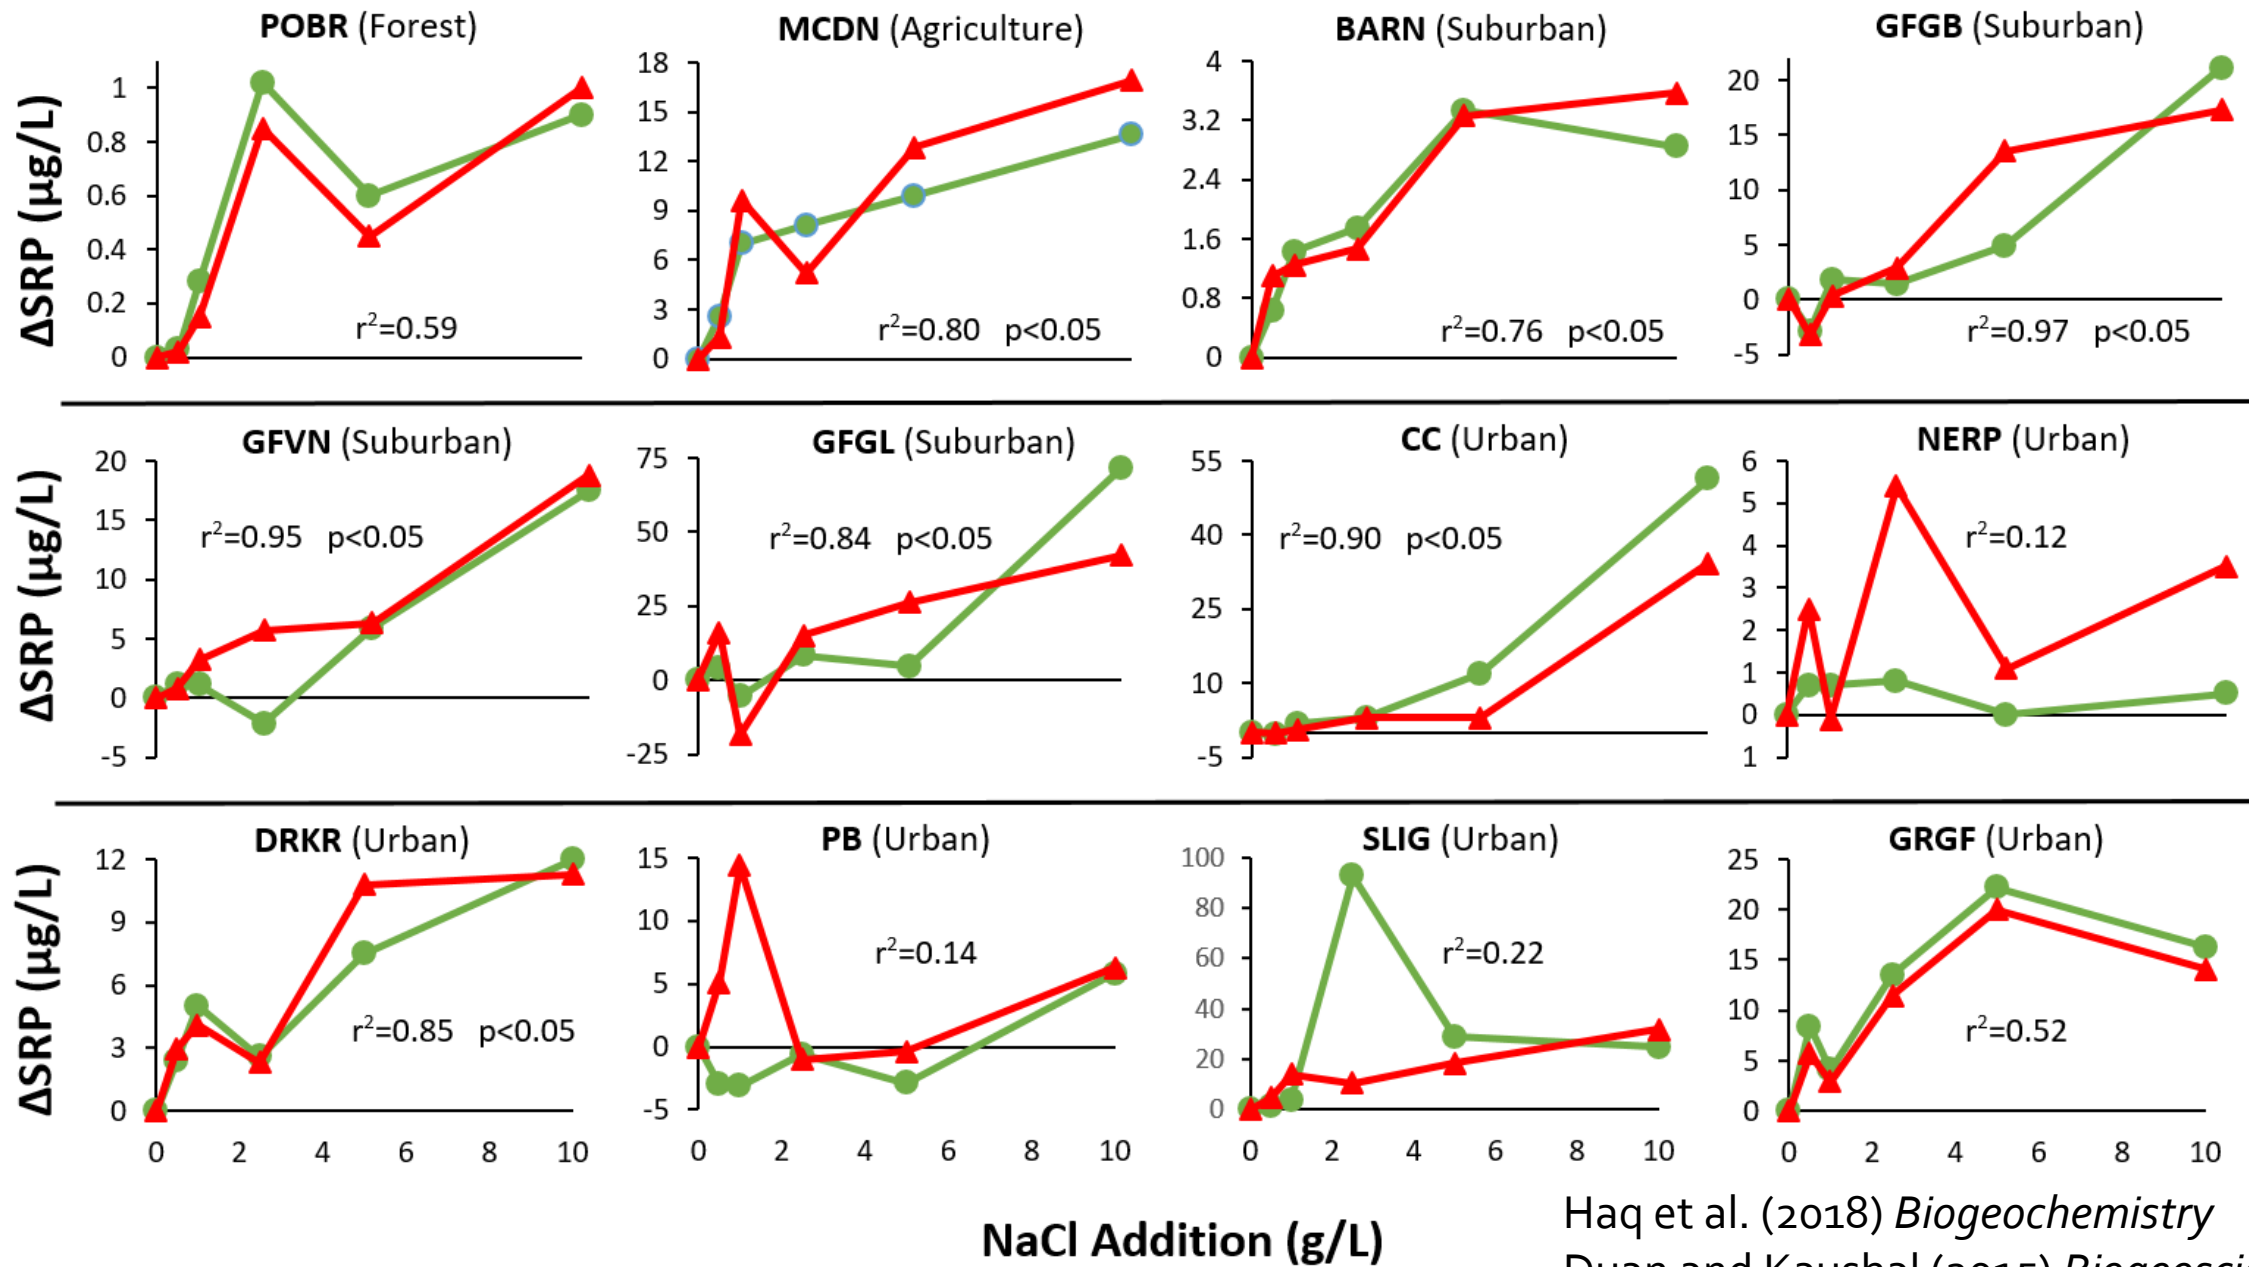 POBR (Forest)
MCDN (Agriculture)
BARN (Suburban)
GFGB (Suburban)
ΔSRP (µg/L)
1
0.8
0.6
0.4
0.2
0
r²=0.59
18
15
12
9
6
3
0
r²=0.80 p<0.05
4
3.2
2.4
1.6
0.8
0
r²=0.76 p<0.05
20
15
10
5
0
-5
r²=0.97 p<0.05
GFVN (Suburban)
GFGL (Suburban)
CC (Urban)
NERP (Urban)
ΔSRP (µg/L)
20
15
10
5
0
-5
r²=0.95 p<0.05
75
50
25
0
-25
r²=0.84 p<0.05
55
40
25
10
-5
r²=0.90 p<0.05
6
5
4
3
2
1
0
1
r²=0.12
DRKR (Urban)
PB (Urban)
SLIG (Urban)
GRGF (Urban)
ΔSRP (µg/L)
12
9
6
3
0
r²=0.85 p<0.05
0 2 4 6 8 10
15
10
5
0
-5
r²=0.14
0 2 4 6 8 10
100
80
60
40
20
0
r²=0.22
0 2 4 6 8 10
25
20
15
10
5
0
r²=0.52
0 2 4 6 8 10
NaCl Addition (g/L)
Haq et al. (2018) Biogeochemistry
Duan and Kaushal (2015)